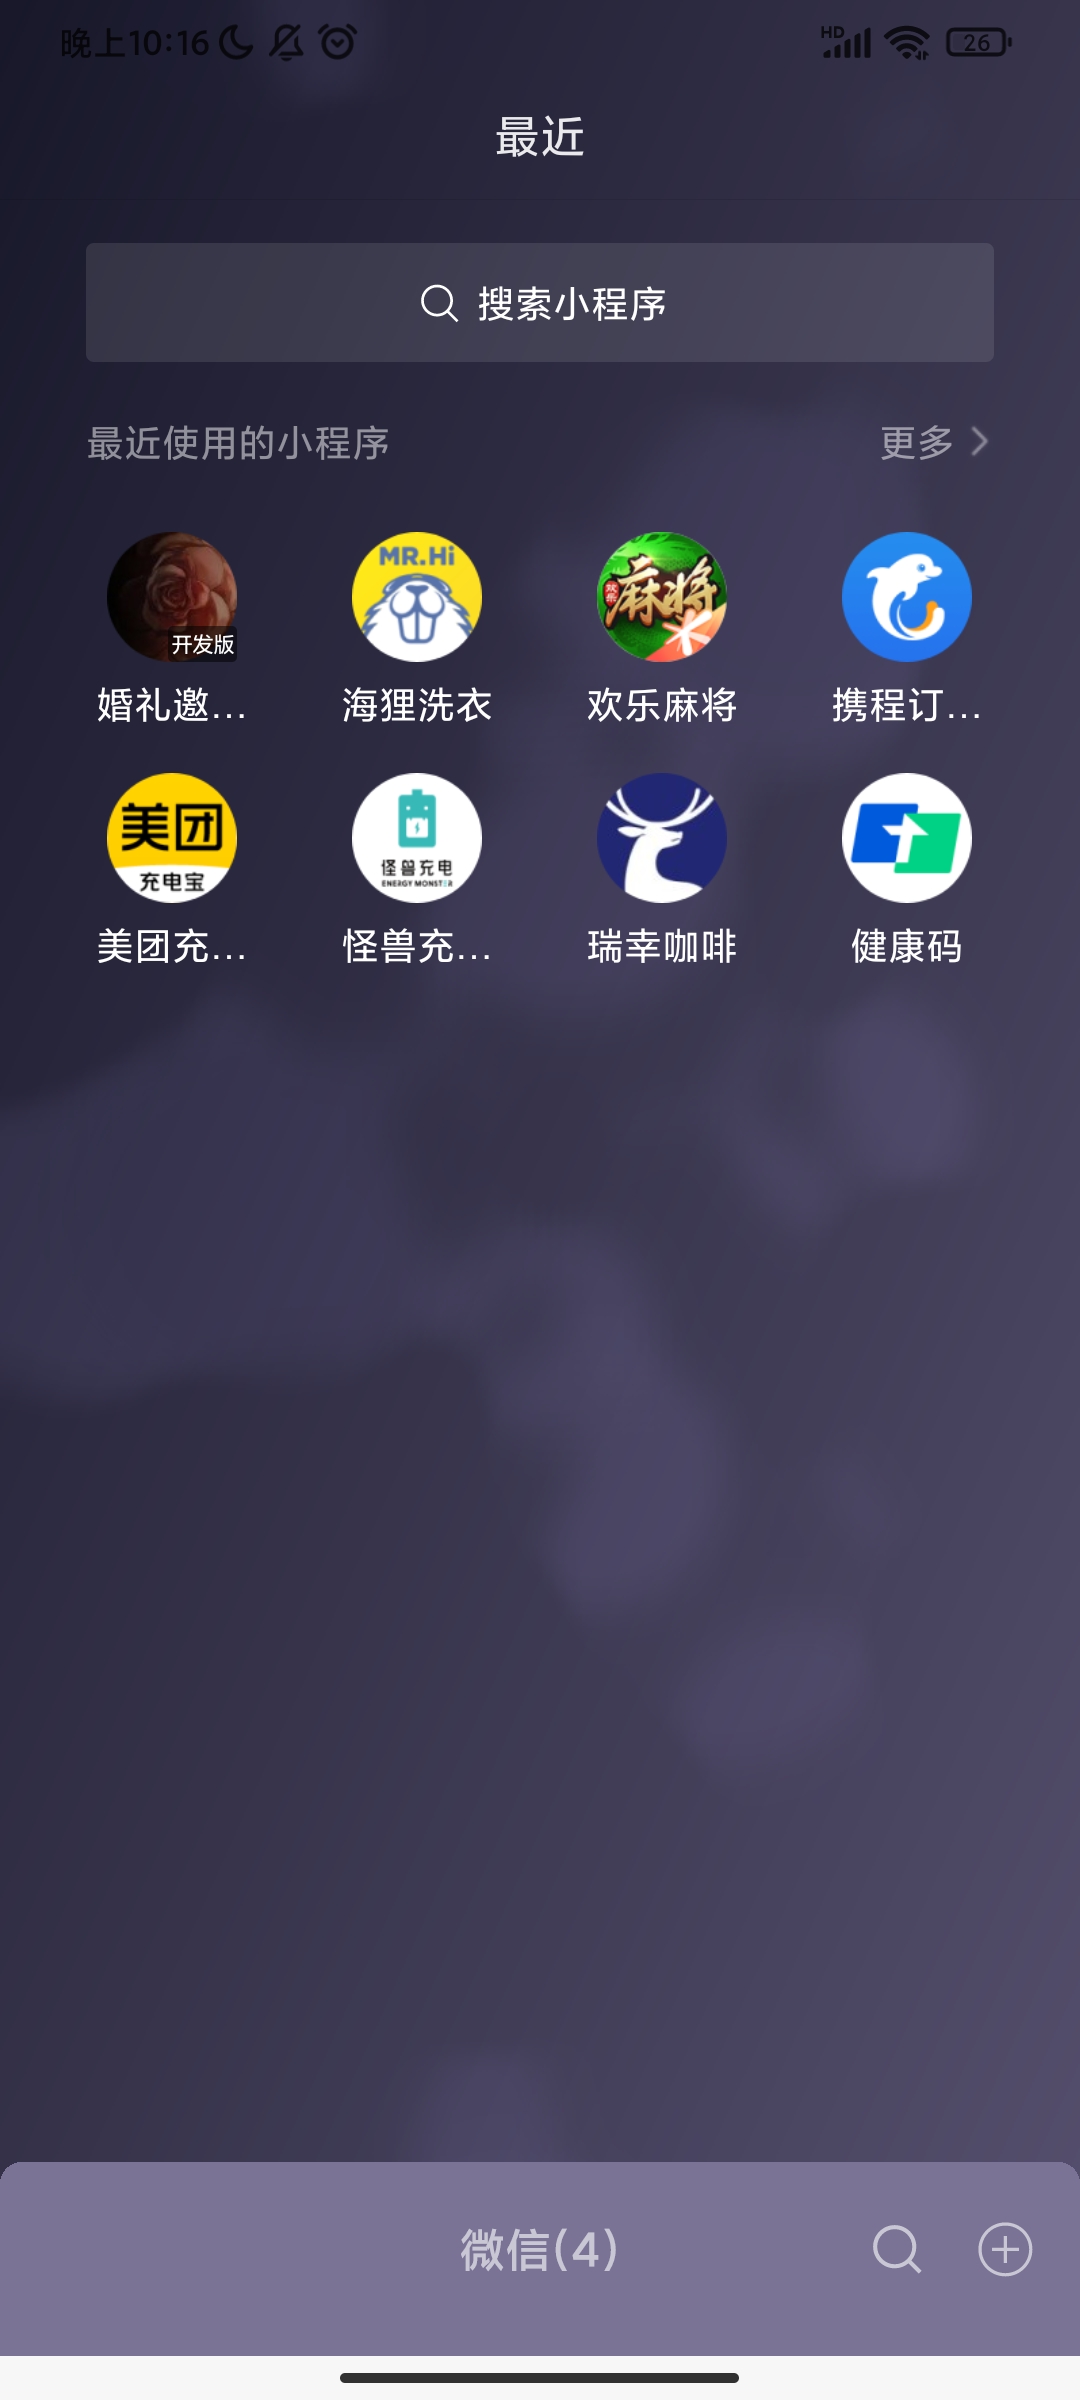 晚上10:16 HD 26
最近
搜索小程序
最近使用的小程序 更多
开发版
MR.Hi
欢乐
麻将
婚礼邀... 海狸洗衣 欢乐麻将 携程订...
美团
充电宝
怪兽充电
ENERGY MONSTER
美团充... 怪兽充... 瑞幸咖啡 健康码
微信(4)